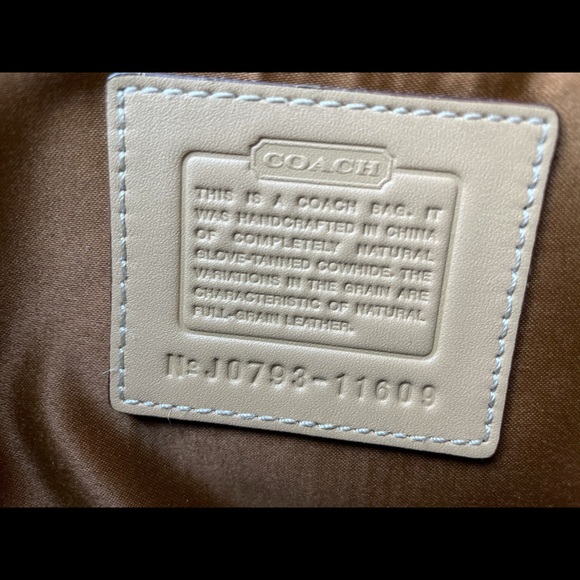 COACH
THIS IS A COACH BAG. IT
WAS HANDCRAFTED IN CHINA
OF COMPLETELY NATURAL
GLOVE-TANNED COWHIDE. THE
VARIATIONS IN THE GRAIN ARE
CHARACTERISTIC OF NATURAL
FULL-GRAIN LEATHER.
№J0793-11609